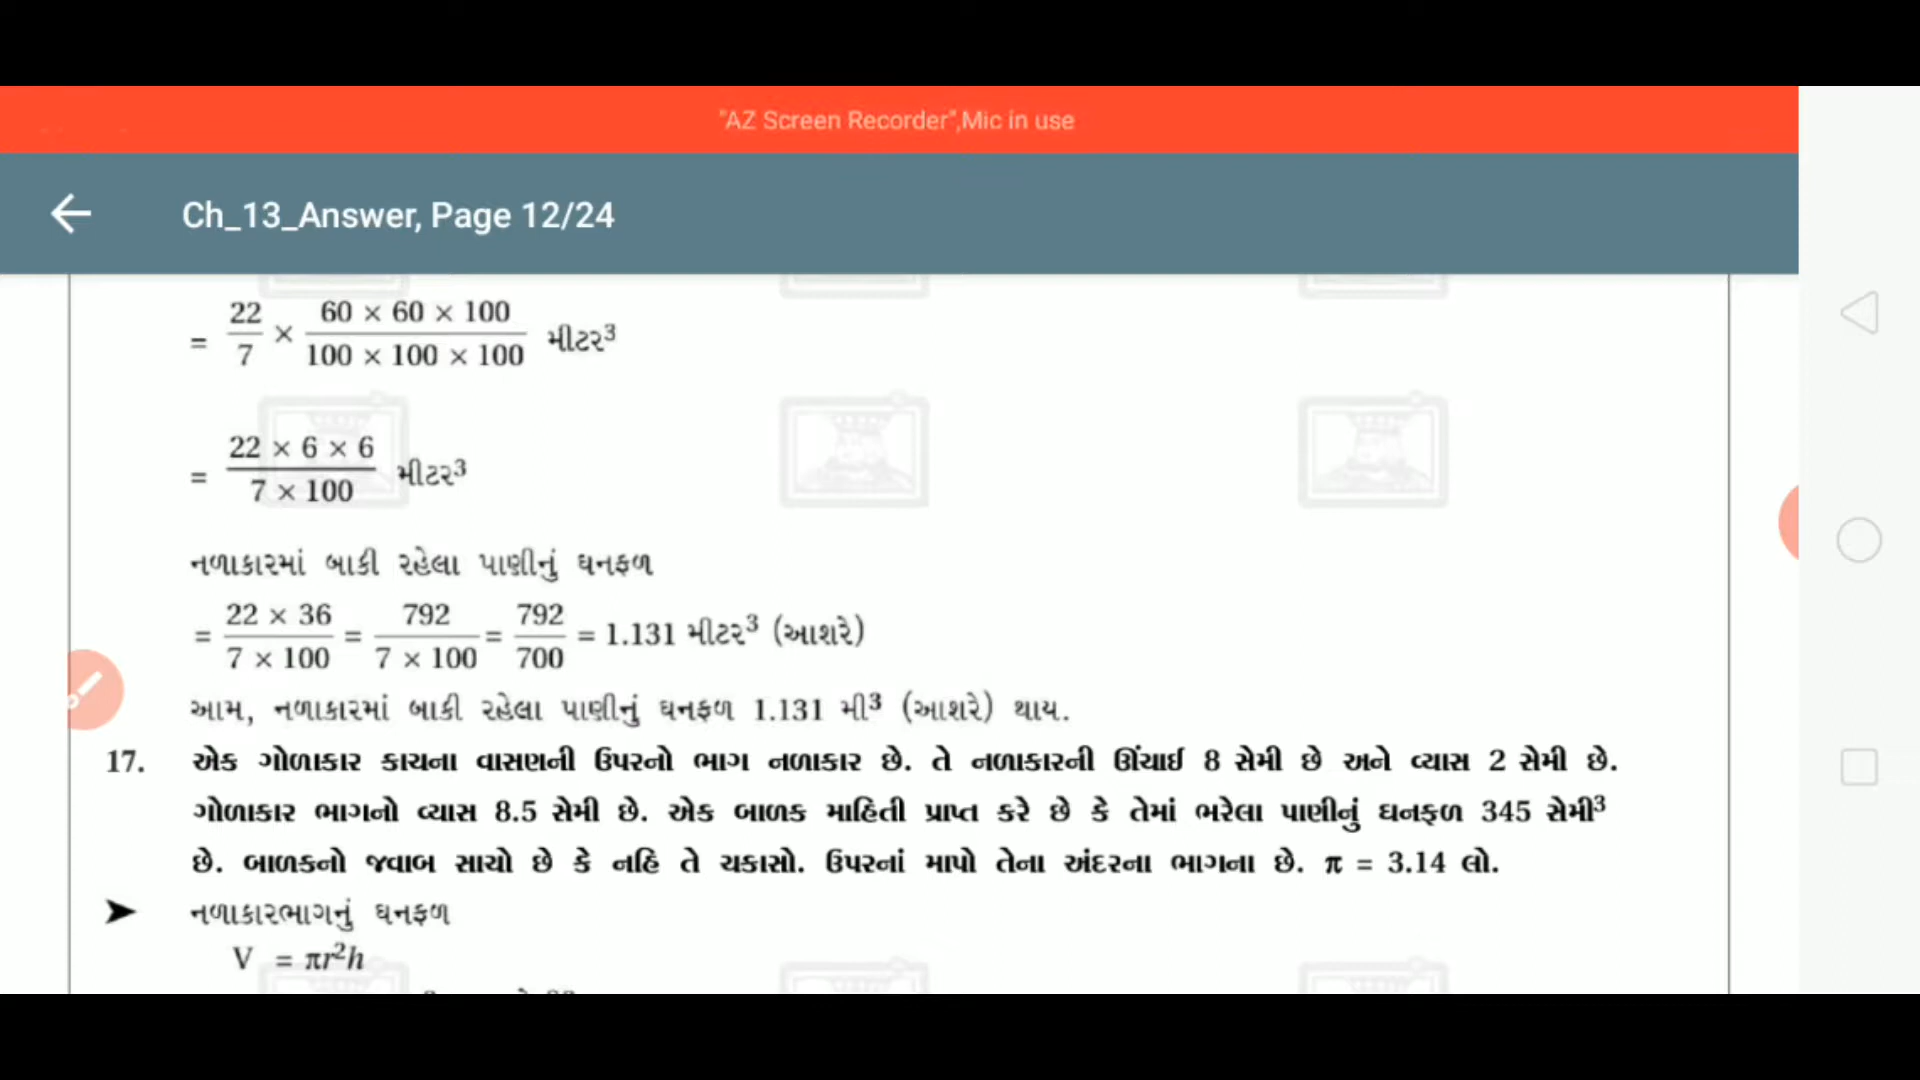 "AZ Screen Recorder",Mic in use
Ch_13_Answer, Page 12/24
= 22/7 × (60 × 60 × 100)/(100 × 100 × 100) મીટર³
= (22 × 6 × 6)/(7 × 100) મીટર³
નળાકારમાં બાકી રહેલા પાણીનું ઘનફળ
= (22 × 36)/(7 × 100) = 792/(7 × 100) = 792/700 = 1.131 મીટર³ (આશરે)
આમ, નળાકારમાં બાકી રહેલા પાણીનું ઘનફળ 1.131 મી³ (આશરે) થાય.
17. એક ગોળાકાર કાચના વાસણની ઉપરનો ભાગ નળાકાર છે. તે નળાકારની ઊંચાઈ 8 સેમી છે અને વ્યાસ 2 સેમી છે.
ગોળાકાર ભાગનો વ્યાસ 8.5 સેમી છે. એક બાળક માહિતી પ્રાપ્ત કરે છે કે તેમાં ભરેલા પાણીનું ઘનફળ 345 સેમી³
છે. બાળકનો જવાબ સાચો છે કે નહિ તે ચકાસો. ઉપરનાં માપો તેના અંદરના ભાગના છે. π = 3.14 લો.
➤ નળાકારભાગનું ઘનફળ
V = πr²h